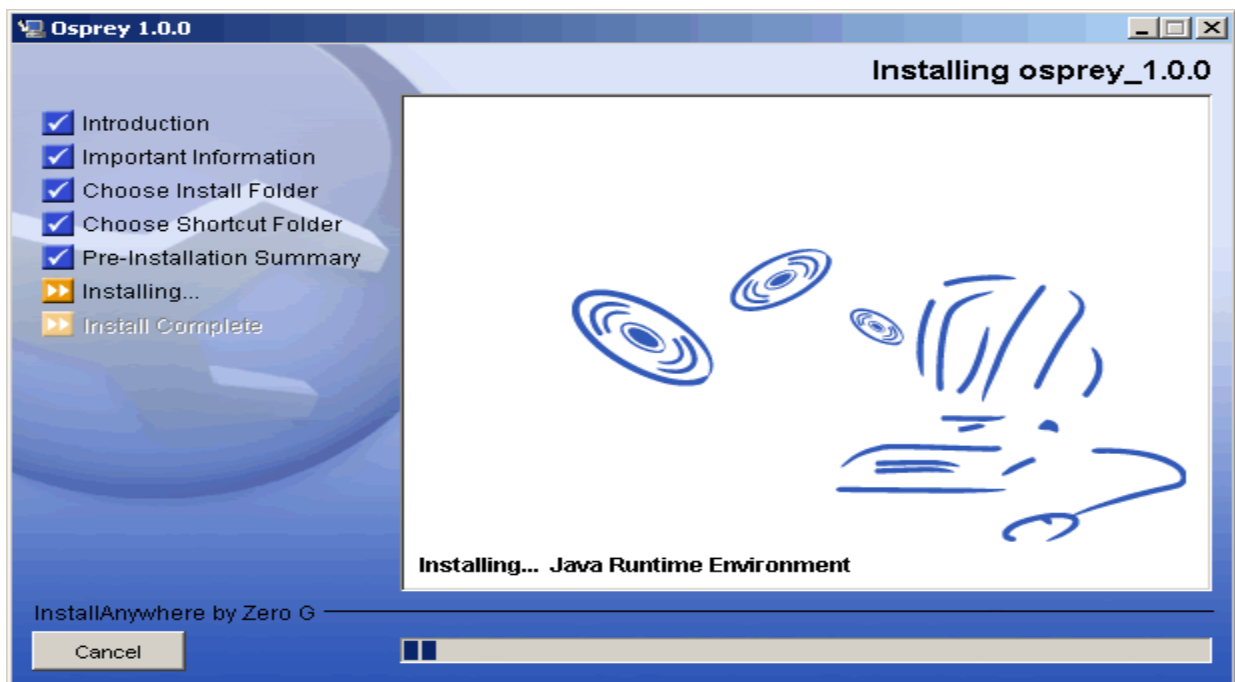 Osprey 1.0.0
Installing osprey_1.0.0
Introduction
Important Information
Choose Install Folder
Choose Shortcut Folder
Pre-Installation Summary
Installing...
Install Complete
Installing... Java Runtime Environment
InstallAnywhere by Zero G
Cancel